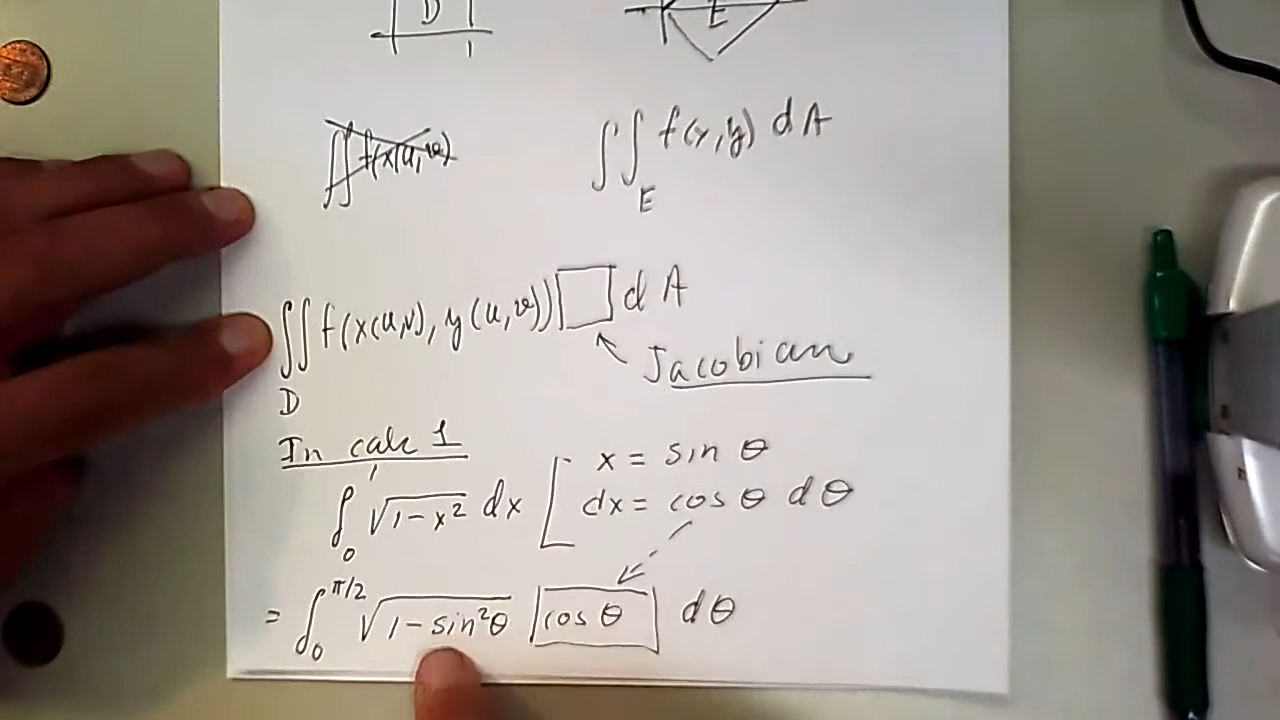 D E
1
∬ f(x(u,v)
∬_E f(x,y) dA
∬_D f(x(u,v), y(u,v)) □ dA
Jacobian
In calc 1
∫_0^1 √(1-x²) dx [ x = sin θ
dx = cos θ dθ
= ∫_0^{π/2} √(1-sin²θ) cos θ dθ